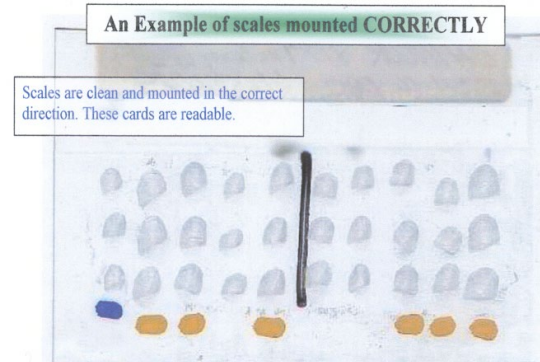 An Example of scales mounted CORRECTLY
Scales are clean and mounted in the correct
direction. These cards are readable.